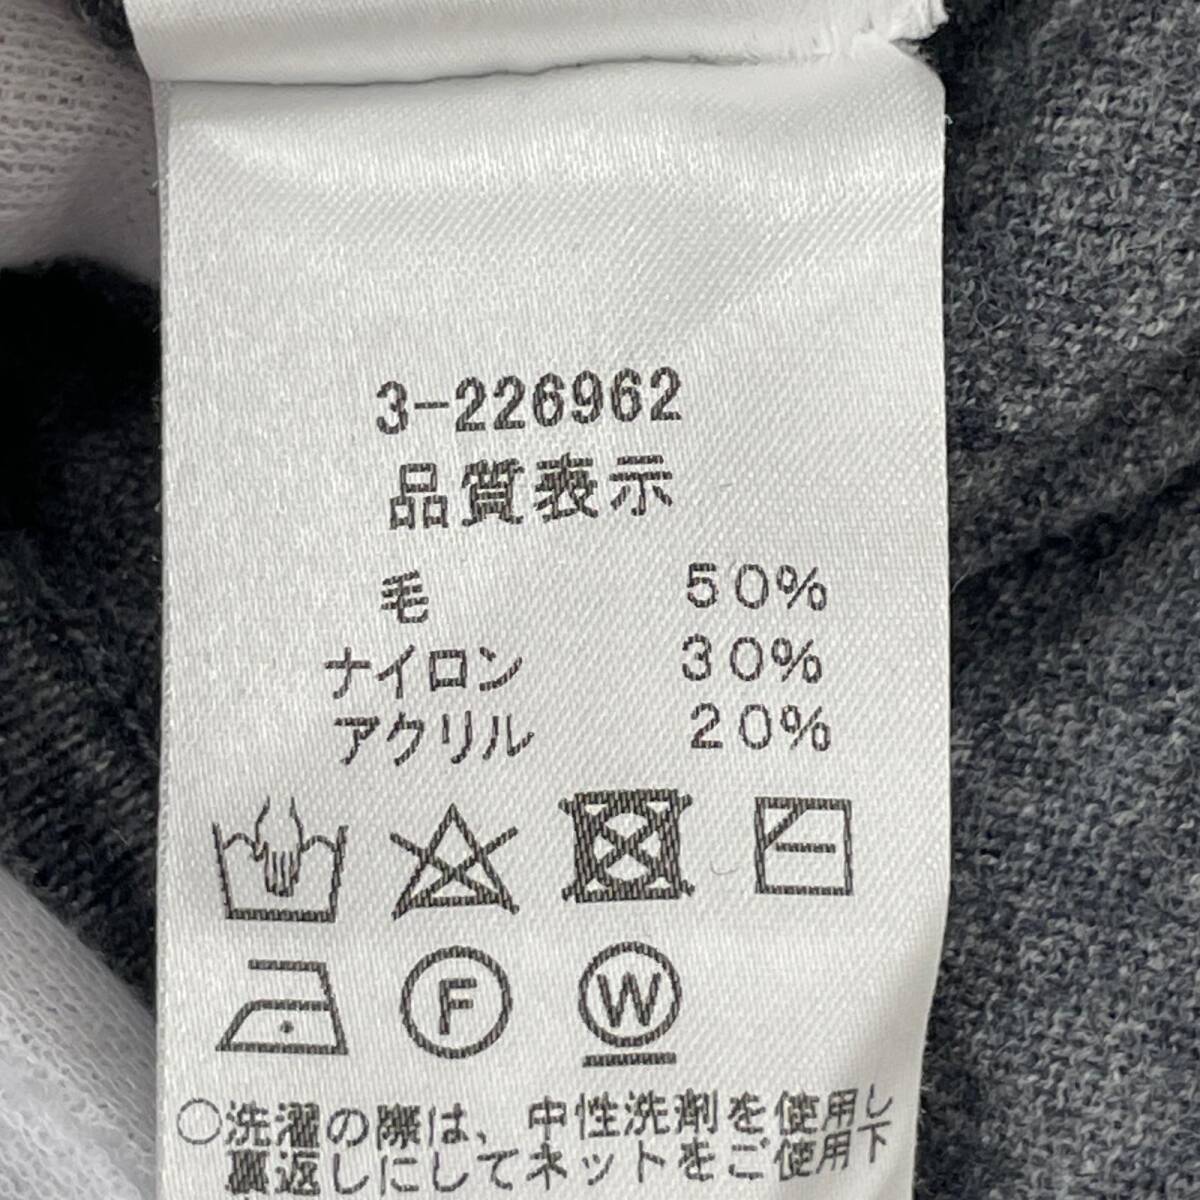 3-226962
品質表示
毛 50%
ナイロン 30%
アクリル 20%
F W
○洗濯の際は、中性洗剤を使用し
裏返しにしてネットをご使用下